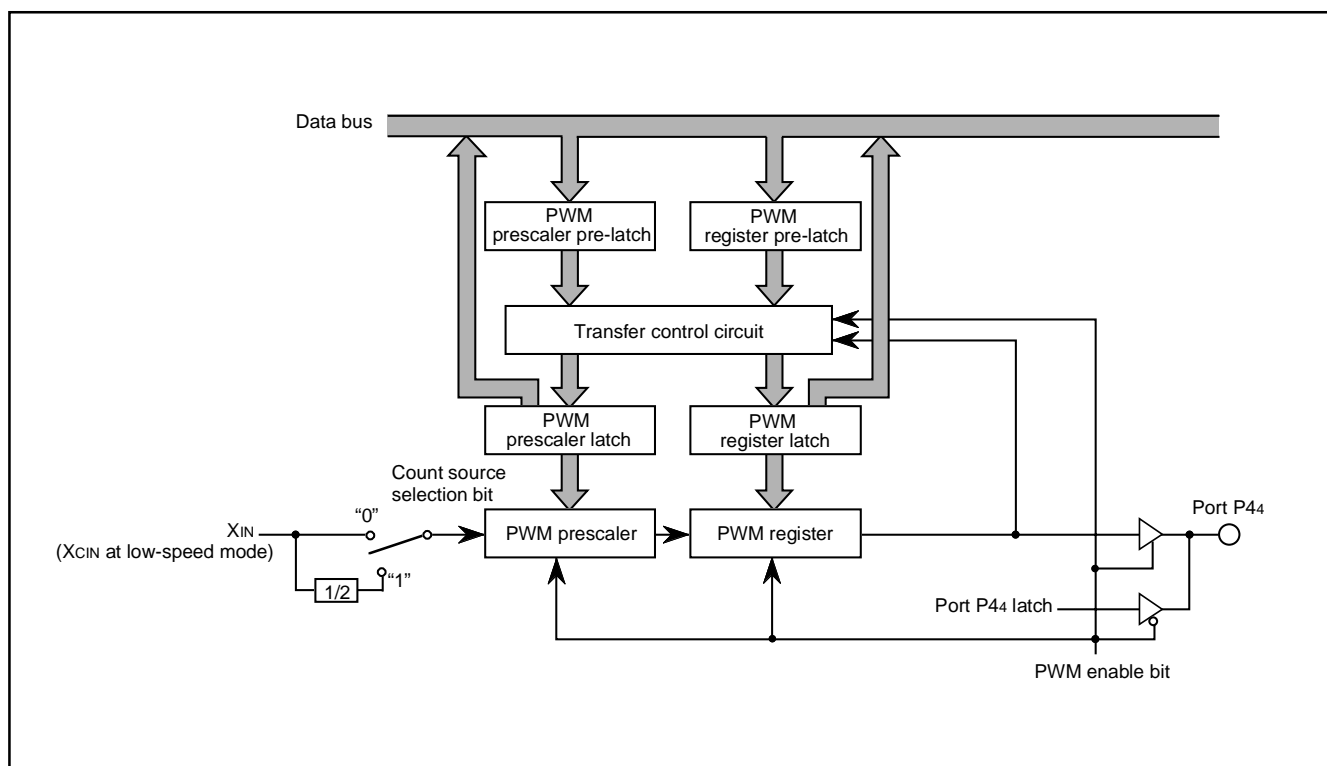 Data bus
PWM
prescaler pre-latch
PWM
register pre-latch
Transfer control circuit
PWM
prescaler latch
PWM
register latch
Count source
selection bit
Port P44
XIN
“0”
PWM prescaler
PWM register
(XCIN at low-speed mode)
“1”
1/2
Port P44 latch
PWM enable bit